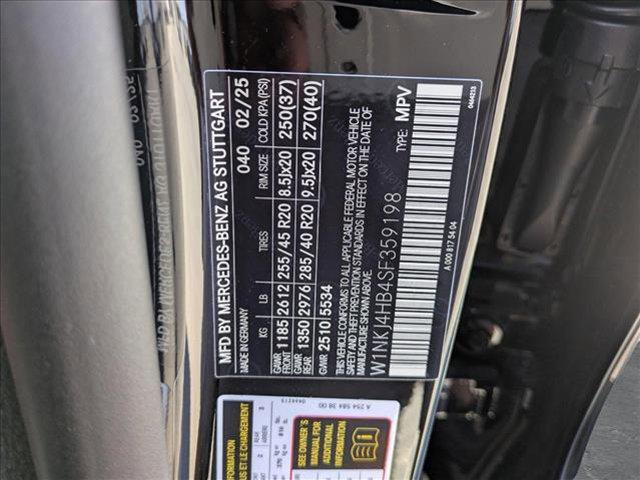 MFD BY MERCEDES-BENZ AG STUTTGART
MADE IN GERMANY 040 02/25
KG LB TIRES RIM SIZE COLD KPA (PSI)
GAWR FRONT 1185 2612 255/45 R20 8.5Jx20 250(37)
GAWR REAR 1350 2976 285/40 R20 9.5Jx20 270(40)
GVWR 2510 5534
THIS VEHICLE CONFORMS TO ALL APPLICABLE FEDERAL MOTOR VEHICLE
SAFETY AND THEFT PREVENTION STANDARDS IN EFFECT ON THE DATE OF
MANUFACTURE SHOWN ABOVE.
W1NKJ4HB4SF359198 TYPE: MPV
A 000 817 54 04 0464233
A 254 584 38 00
SEE OWNER'S
MANUAL FOR
ADDITIONAL
INFORMATION